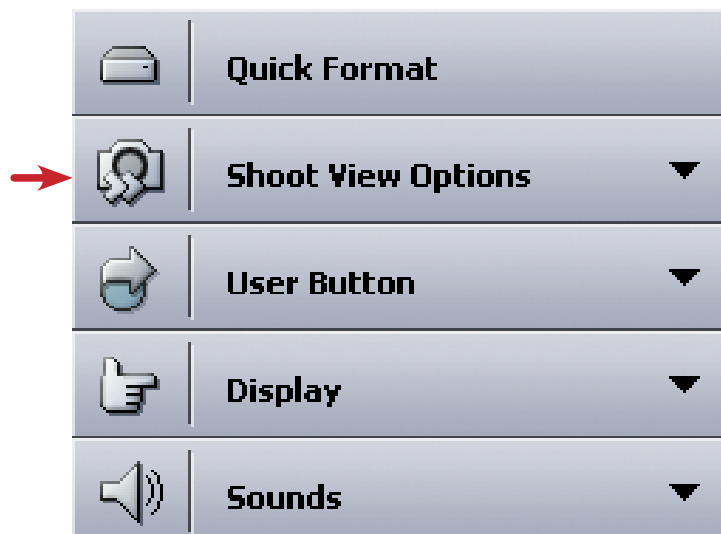 Quick Format
Shoot View Options
User Button
Display
Sounds